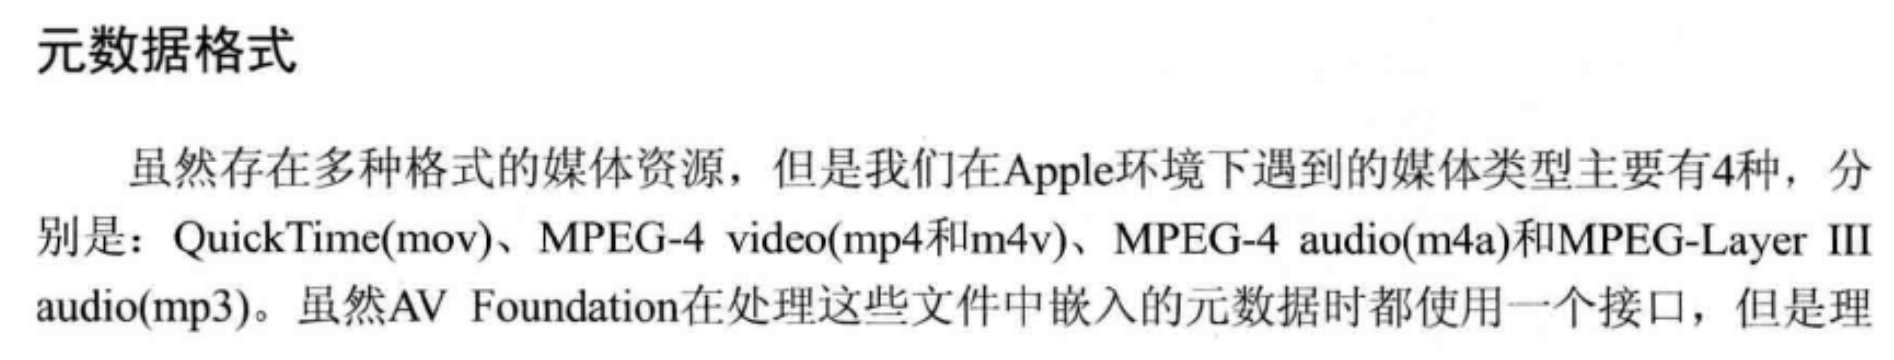 元数据格式
虽然存在多种格式的媒体资源，但是我们在Apple环境下遇到的媒体类型主要有4种，分
别是：QuickTime(mov)、MPEG-4 video(mp4和m4v)、MPEG-4 audio(m4a)和MPEG-Layer III
audio(mp3)。虽然AV Foundation在处理这些文件中嵌入的元数据时都使用一个接口，但是理